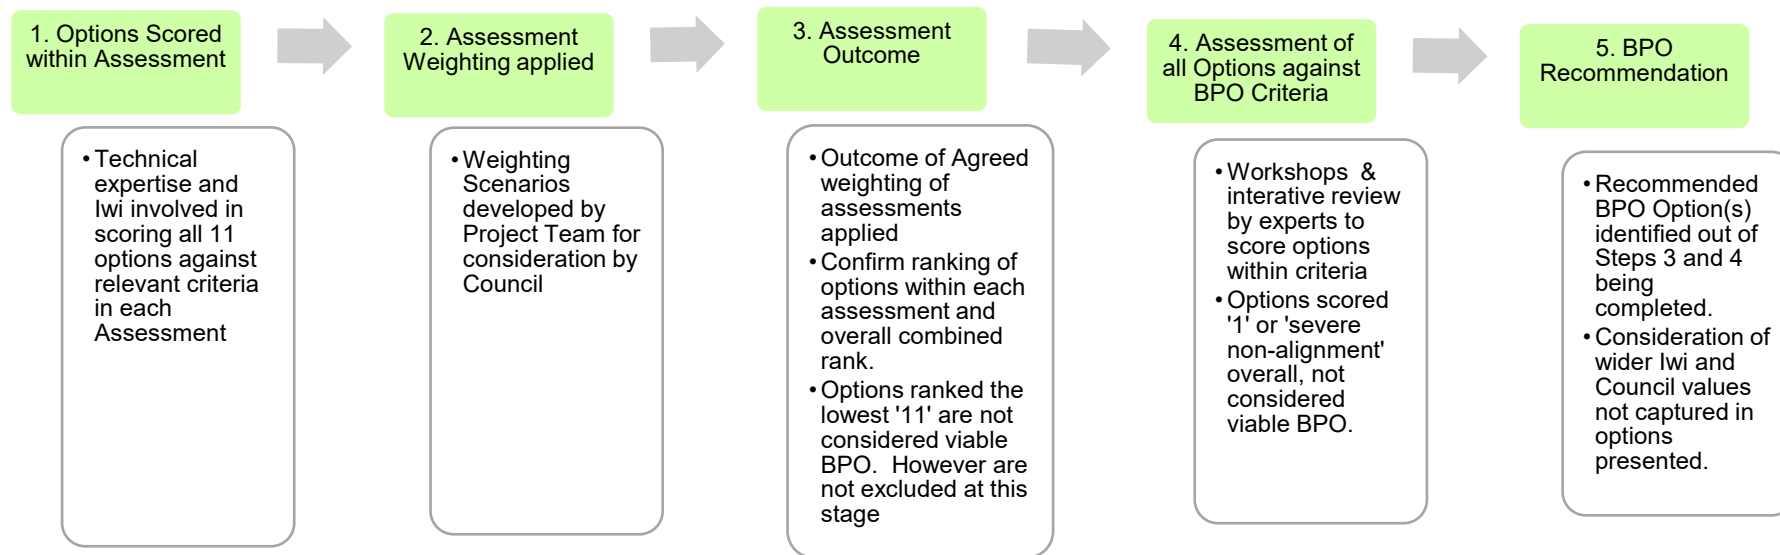 1. Options Scored
within Assessment
• Technical
expertise and
Iwi involved in
scoring all 11
options against
relevant criteria
in each
Assessment
2. Assessment
Weighting applied
• Weighting
Scenarios
developed by
Project Team for
consideration by
Council
3. Assessment
Outcome
• Outcome of Agreed
weighting of
assessments
applied
• Confirm ranking of
options within each
assessment and
overall combined
rank.
• Options ranked the
lowest '11' are not
considered viable
BPO. However are
not excluded at this
stage
4. Assessment of
all Options against
BPO Criteria
• Workshops & 
interative review
by experts to
score options
within criteria
• Options scored
'1' or 'severe
non-alignment'
overall, not
considered
viable BPO.
5. BPO
Recommendation
• Recommended
BPO Option(s)
identified out of
Steps 3 and 4
being
completed.
• Consideration of
wider Iwi and
Council values
not captured in
options
presented.